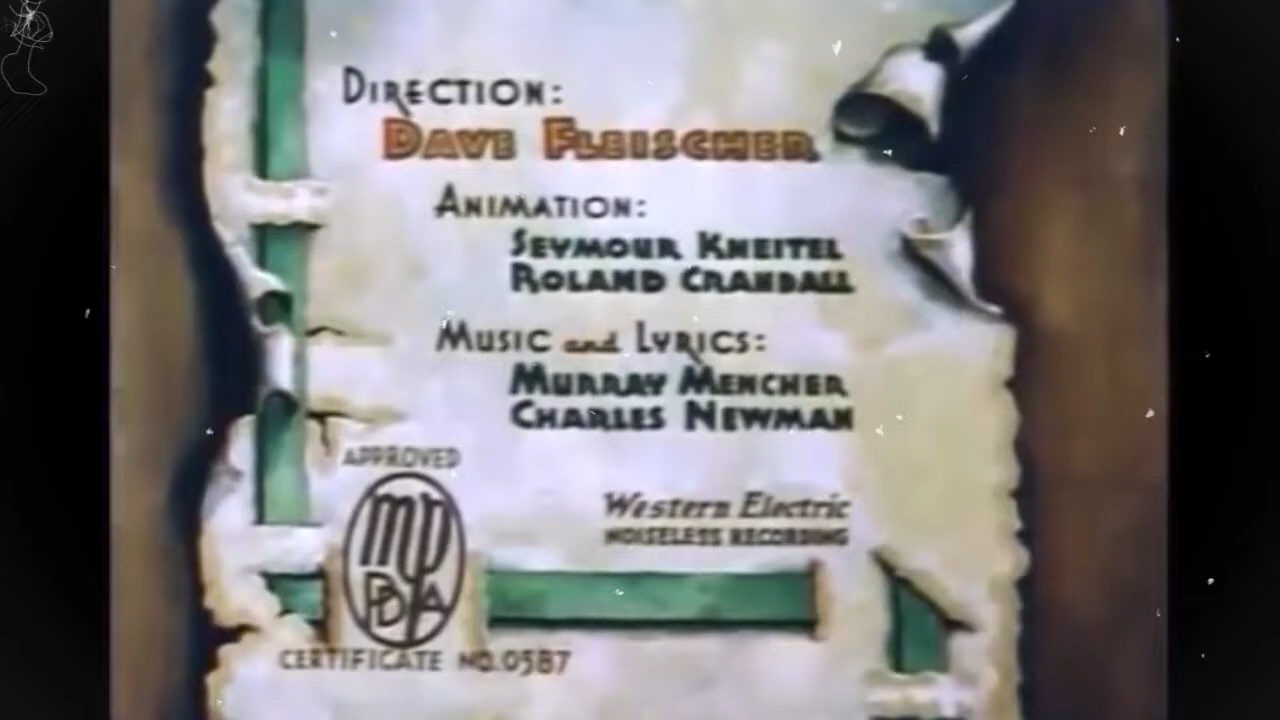 DIRECTION:
DAVE FLEISCHER
ANIMATION:
SEYMOUR KNEITEL
ROLAND CRANDALL
MUSIC and LYRICS:
MURRAY MENCHER
CHARLES NEWMAN
APPROVED
MPPDA
Western Electric
NOISELESS RECORDING
CERTIFICATE NO. 0587